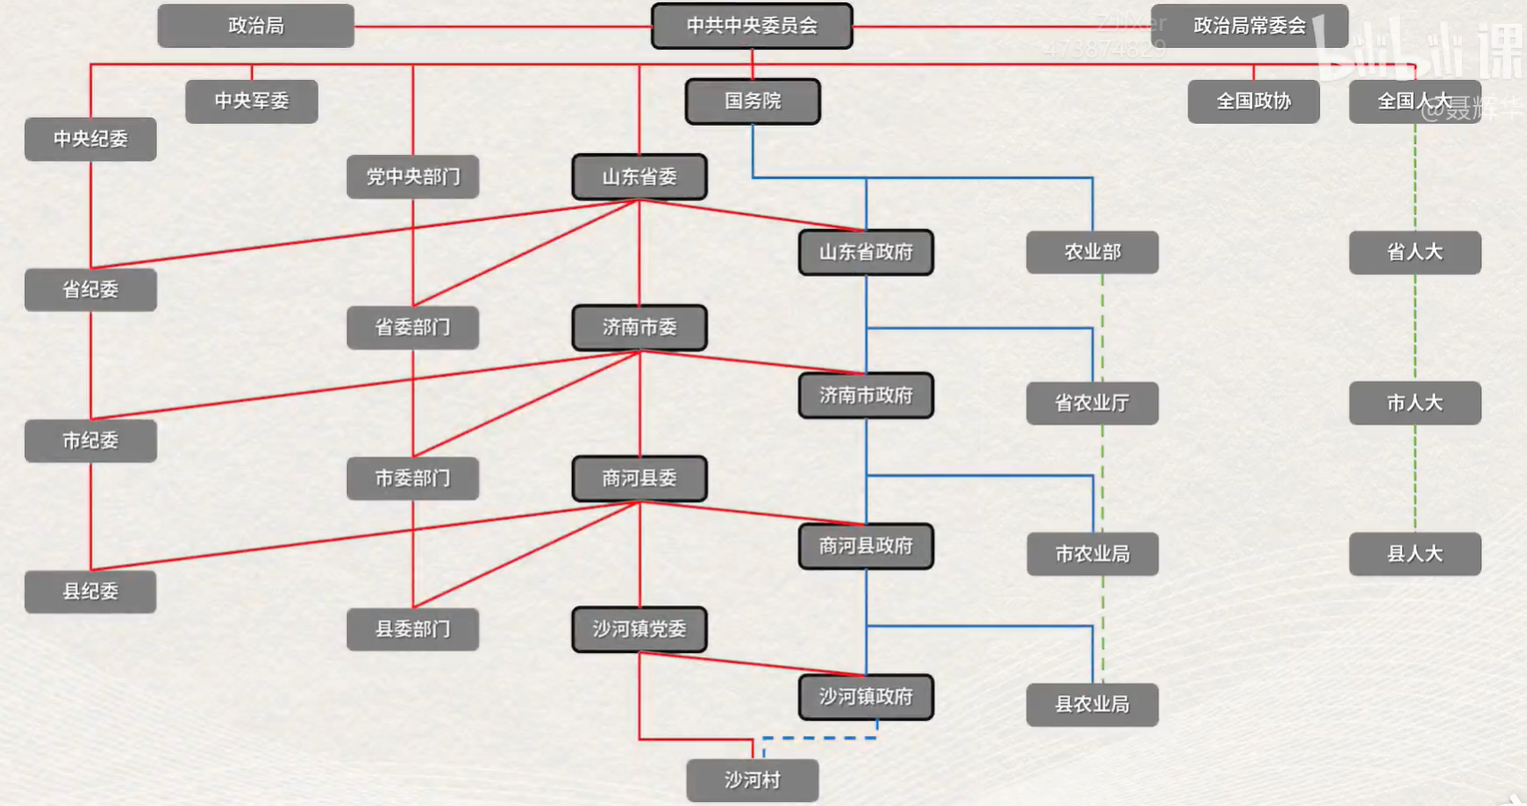 政治局
中共中央委员会
政治局常委会
473874829
课
中央军委
国务院
全国政协
全国人大
@聂辉华
中央纪委
党中央部门
山东省委
山东省政府
农业部
省人大
省纪委
省委部门
济南市委
济南市政府
省农业厅
市人大
市纪委
市委部门
商河县委
商河县政府
市农业局
县人大
县纪委
县委部门
沙河镇党委
沙河镇政府
县农业局
沙河村